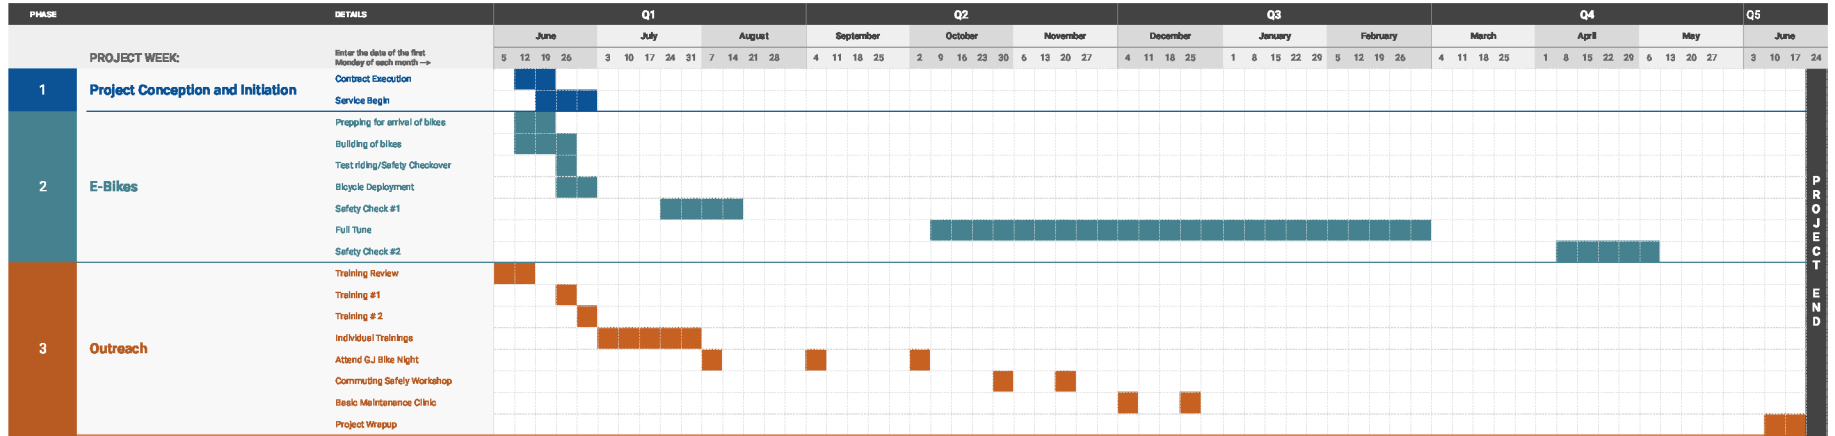 PHASE DETAILS Q1 Q2 Q3 Q4 Q5
June July August September October November December January February March April May June
PROJECT WEEK: Enter the date of the first
Monday of each month —>
5 12 19 26 3 10 17 24 31 7 14 21 28 4 11 18 25 2 9 16 23 30 6 13 20 27 4 11 18 25 1 8 15 22 29 5 12 19 26 4 11 18 25 1 8 15 22 29 6 13 20 27 3 10 17 24
1 Project Conception and Initiation
Contract Execution
Service Begin
2 E-Bikes
Prepping for arrival of bikes
Building of bikes
Test riding/Safety Checkover
Bicycle Deployment
Safety Check #1
Full Tune
Safety Check #2
3 Outreach
Training Review
Training #1
Training # 2
Individual Trainings
Attend GJ Bike Night
Commuting Safely Workshop
Basic Maintenance Clinic
Project Wrapup
PROJECT END